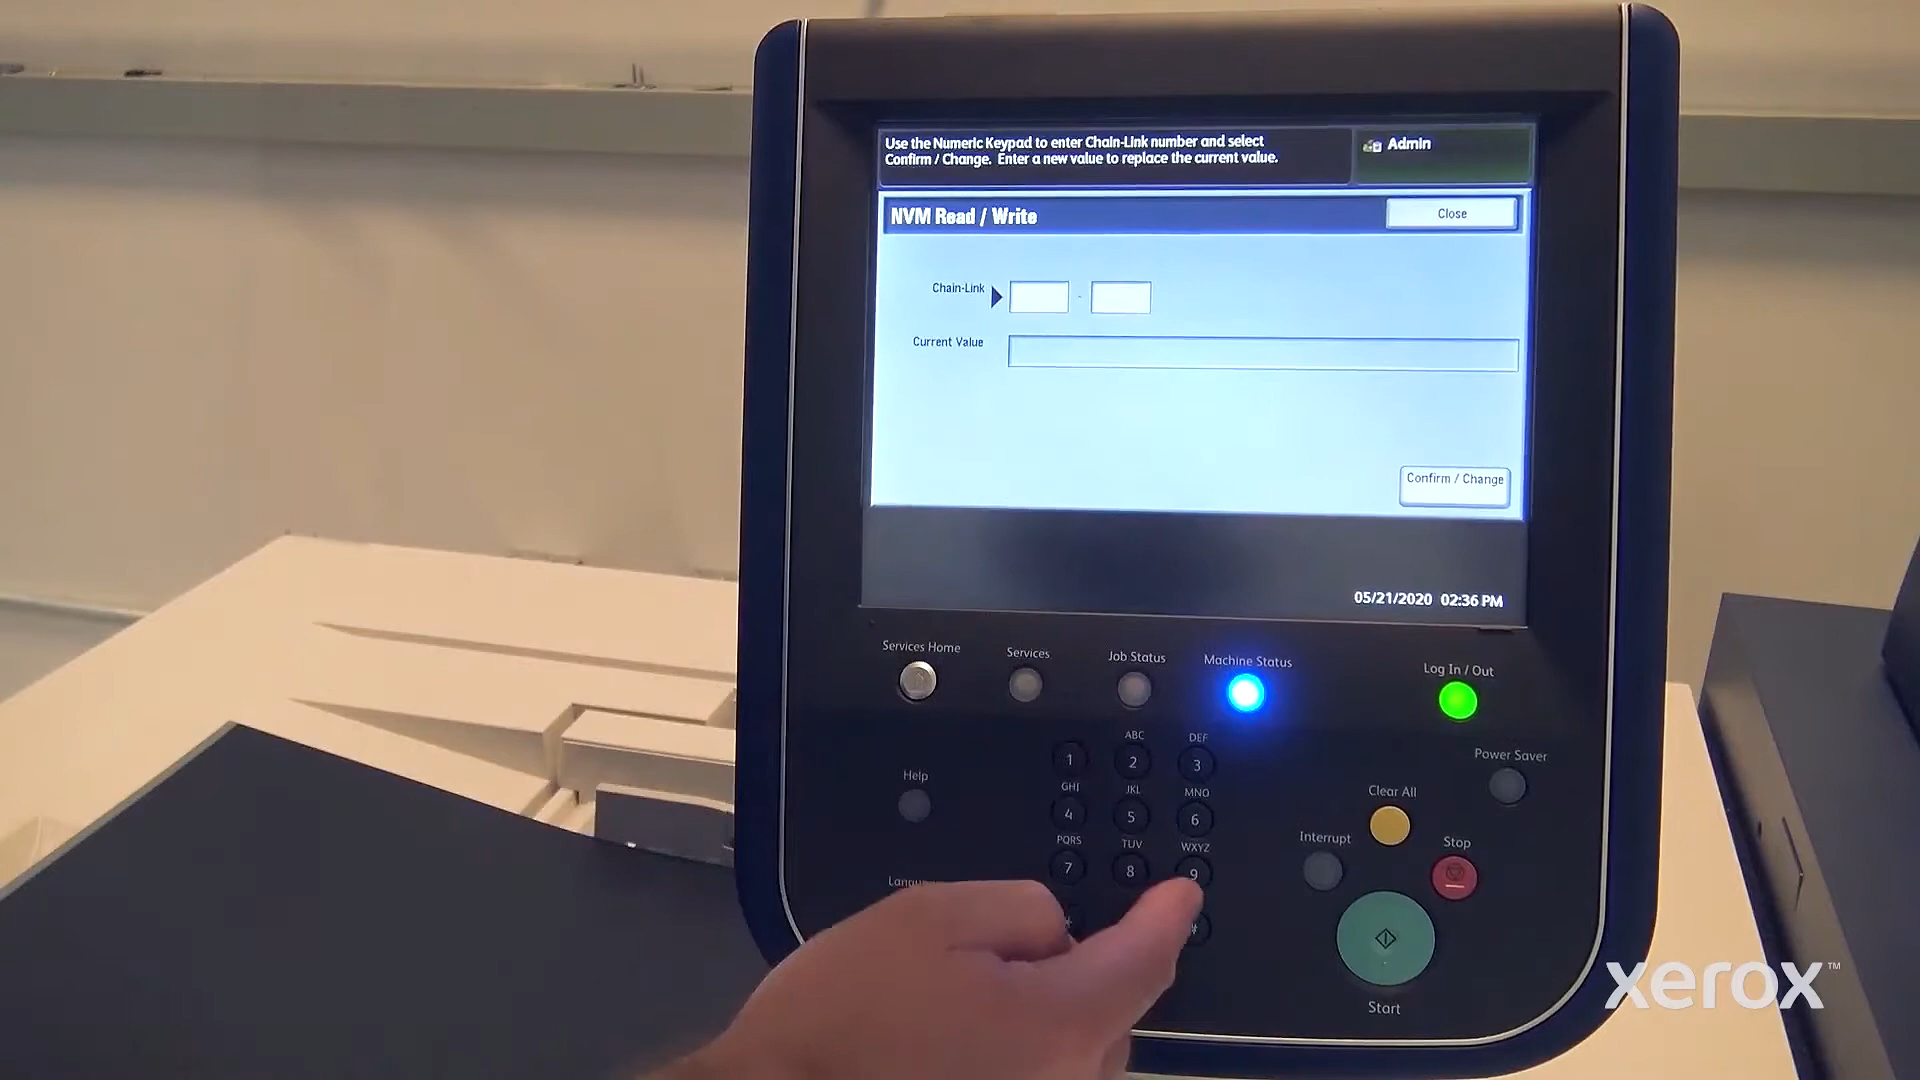 Use the Numeric Keypad to enter Chain-Link number and select
Confirm / Change. Enter a new value to replace the current value.
Admin
NVM Read / Write
Close
Chain-Link
-
Current Value
Confirm / Change
05/21/2020 02:36 PM
Services Home
Services
Job Status
Machine Status
Log In / Out
Power Saver
Help
ABC
DEF
1
2
3
GHI
JKL
MNO
4
5
6
PQRS
TUV
WXYZ
7
8
9
#
Clear All
Interrupt
Stop
Start
xerox™